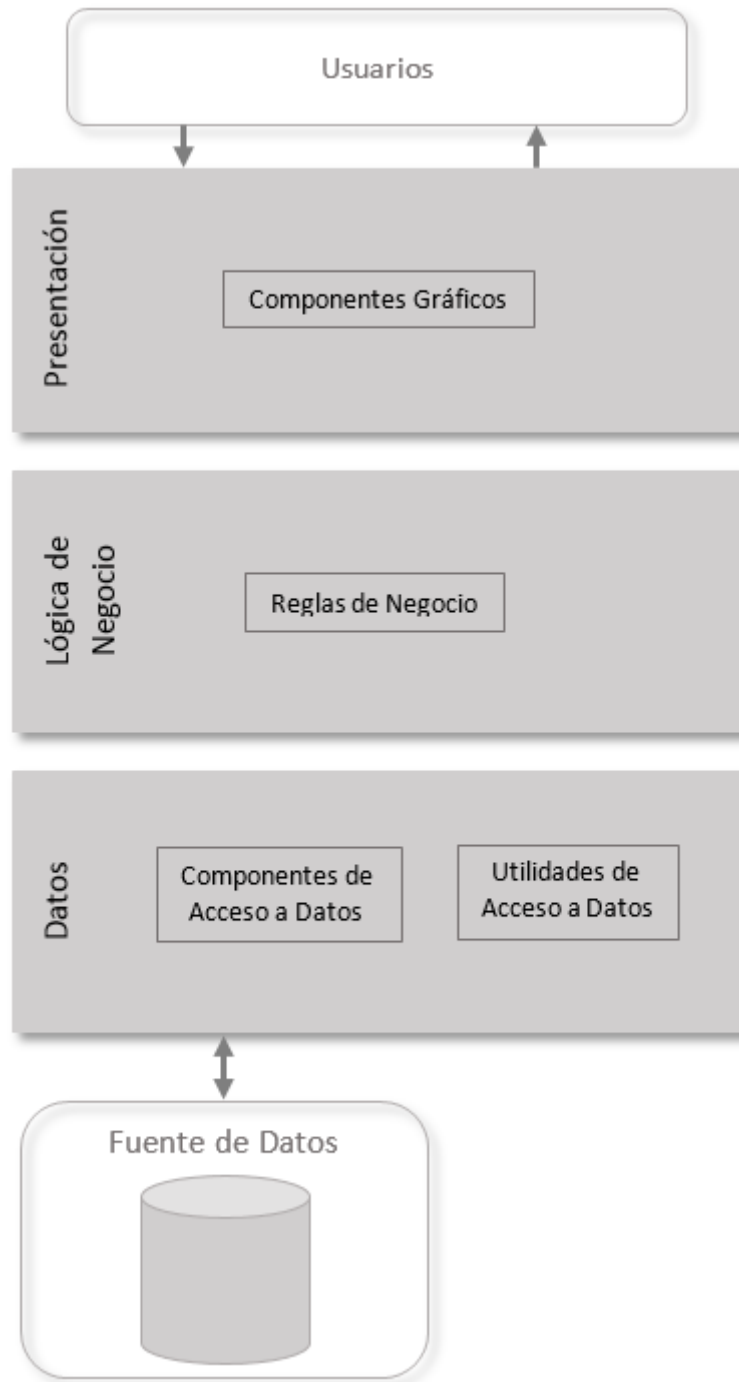 Usuarios
Presentación
Componentes Gráficos
Lógica de
Negocio
Reglas de Negocio
Datos
Componentes de
Acceso a Datos
Utilidades de
Acceso a Datos
Fuente de Datos